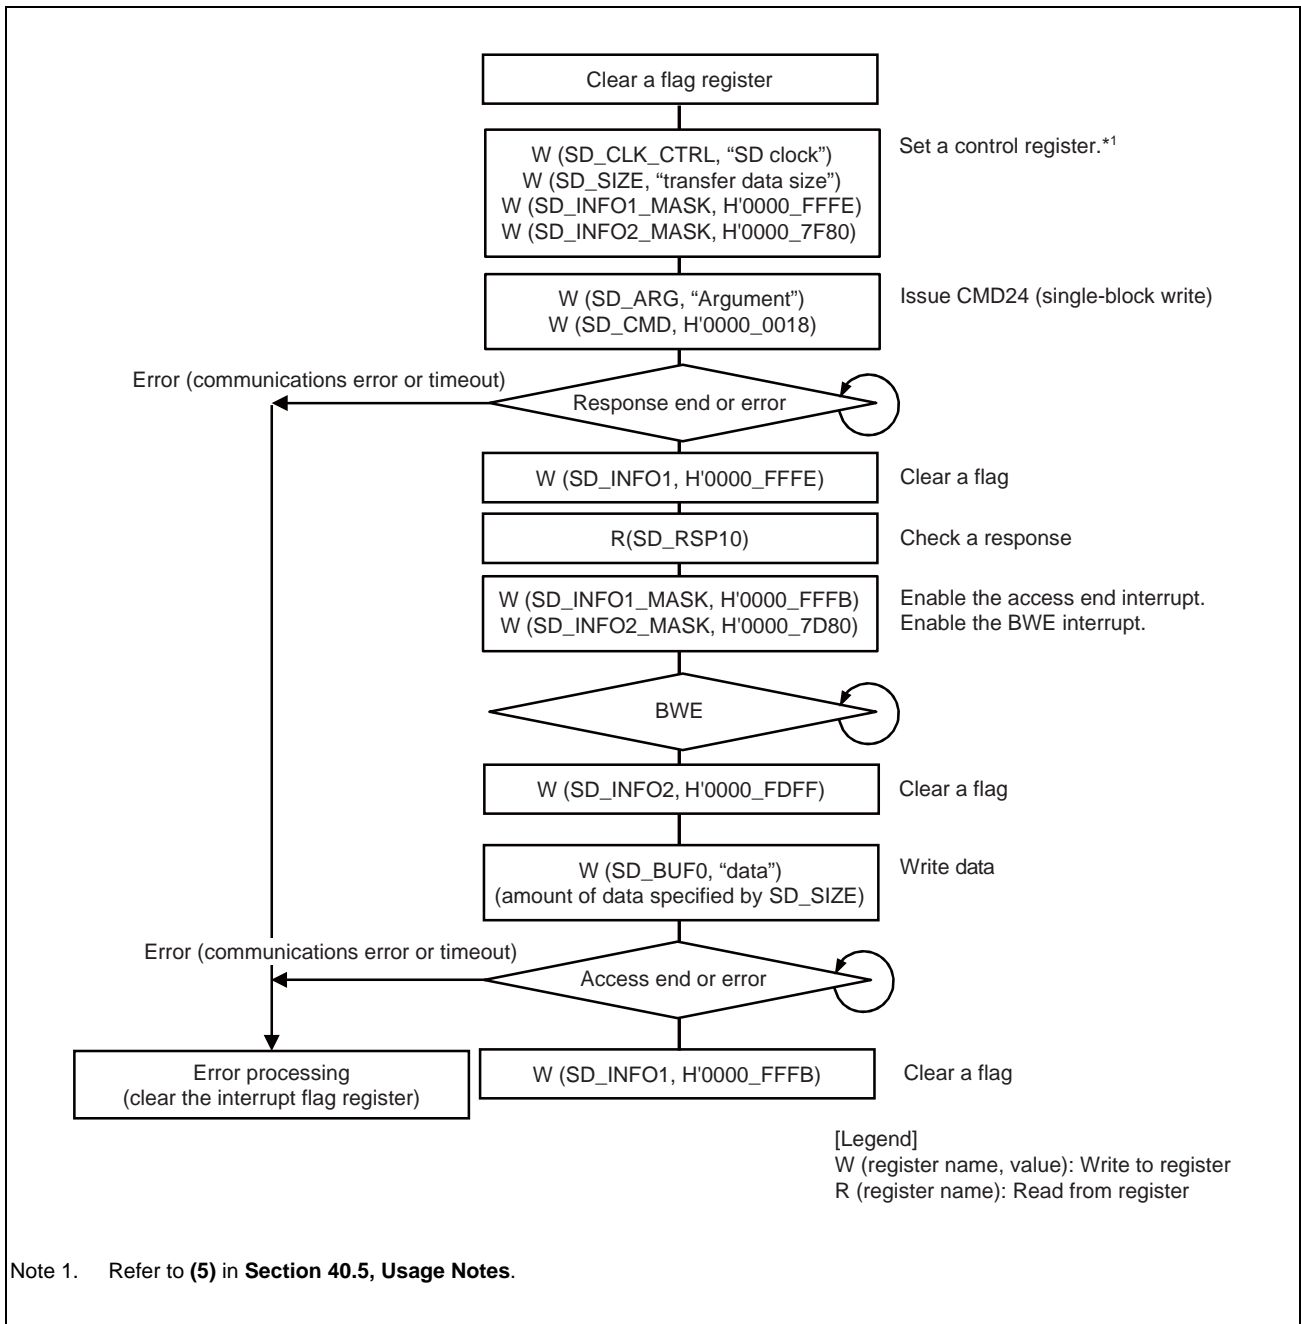 Clear a flag register
W (SD_CLK_CTRL, “SD clock”)
W (SD_SIZE, “transfer data size”)
W (SD_INFO1_MASK, H'0000_FFFE)
W (SD_INFO2_MASK, H'0000_7F80)
Set a control register.*1
W (SD_ARG, “Argument”)
W (SD_CMD, H'0000_0018)
Issue CMD24 (single-block write)
Error (communications error or timeout)
Response end or error
W (SD_INFO1, H'0000_FFFE)
Clear a flag
R(SD_RSP10)
Check a response
W (SD_INFO1_MASK, H'0000_FFFB)
W (SD_INFO2_MASK, H'0000_7D80)
Enable the access end interrupt.
Enable the BWE interrupt.
BWE
W (SD_INFO2, H'0000_FDFF)
Clear a flag
W (SD_BUF0, “data”)
(amount of data specified by SD_SIZE)
Write data
Error (communications error or timeout)
Access end or error
Error processing
(clear the interrupt flag register)
W (SD_INFO1, H'0000_FFFB)
Clear a flag
[Legend]
W (register name, value): Write to register
R (register name): Read from register
Note 1. Refer to (5) in Section 40.5, Usage Notes.